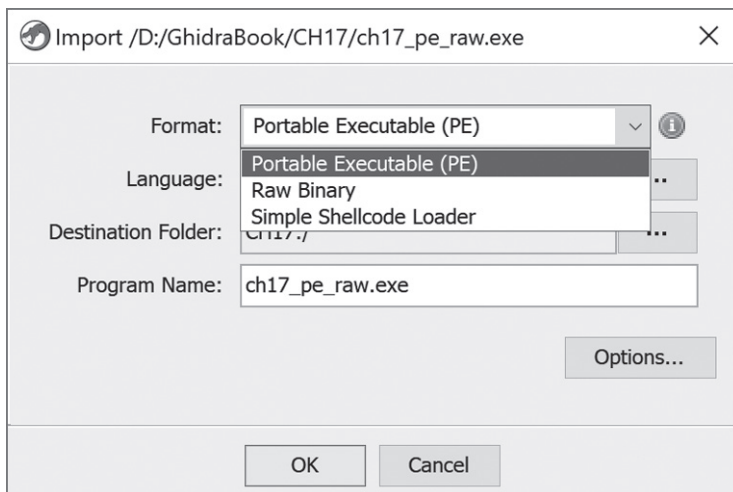 Import /D:/GhidraBook/CH17/ch17_pe_raw.exe
Format: Portable Executable (PE)
Portable Executable (PE)
Language:
Raw Binary
Simple Shellcode Loader
Destination Folder: CH17:/ ...
Program Name: ch17_pe_raw.exe
Options...
OK Cancel